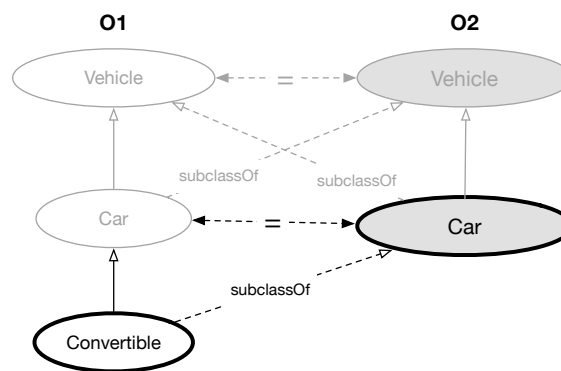 O1 O2
Vehicle = Vehicle
subclassOf subclassOf
Car = Car
subclassOf
Convertible